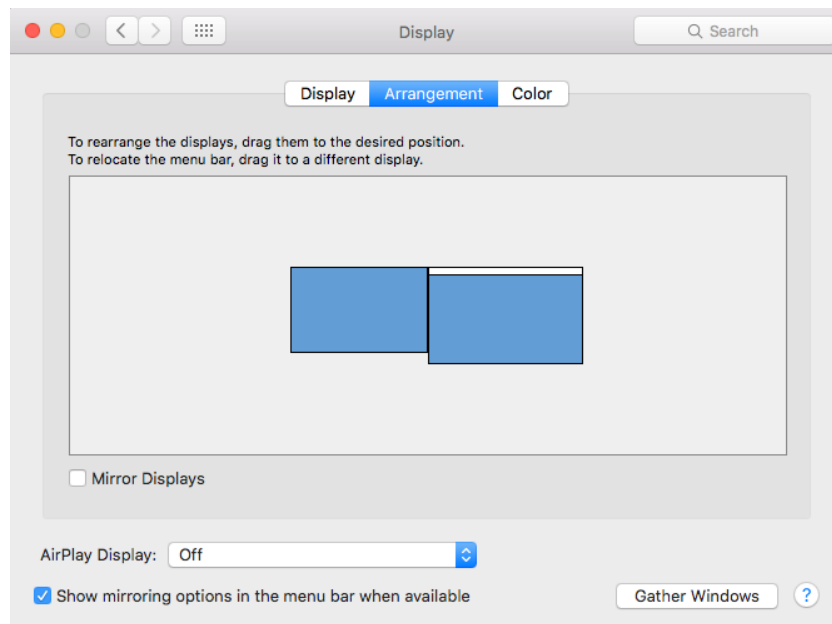 Display
Search
Display Arrangement Color
To rearrange the displays, drag them to the desired position.
To relocate the menu bar, drag it to a different display.
Mirror Displays
AirPlay Display: Off
Show mirroring options in the menu bar when available
Gather Windows
?